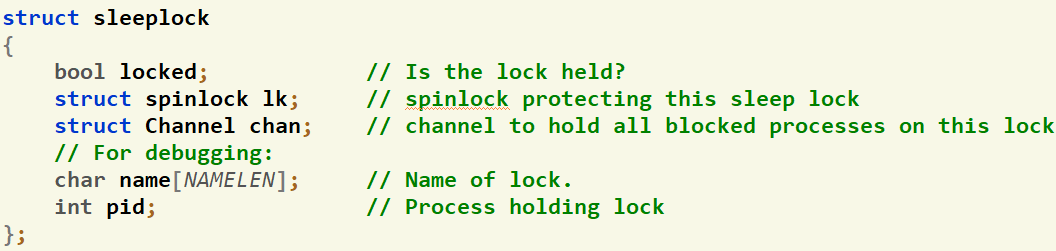 struct sleeplock
{
    bool locked;            // Is the lock held?
    struct spinlock lk;     // spinlock protecting this sleep lock
    struct Channel chan;    // channel to hold all blocked processes on this lock
    // For debugging:
    char name[NAMELEN];     // Name of lock.
    int pid;                // Process holding lock
};